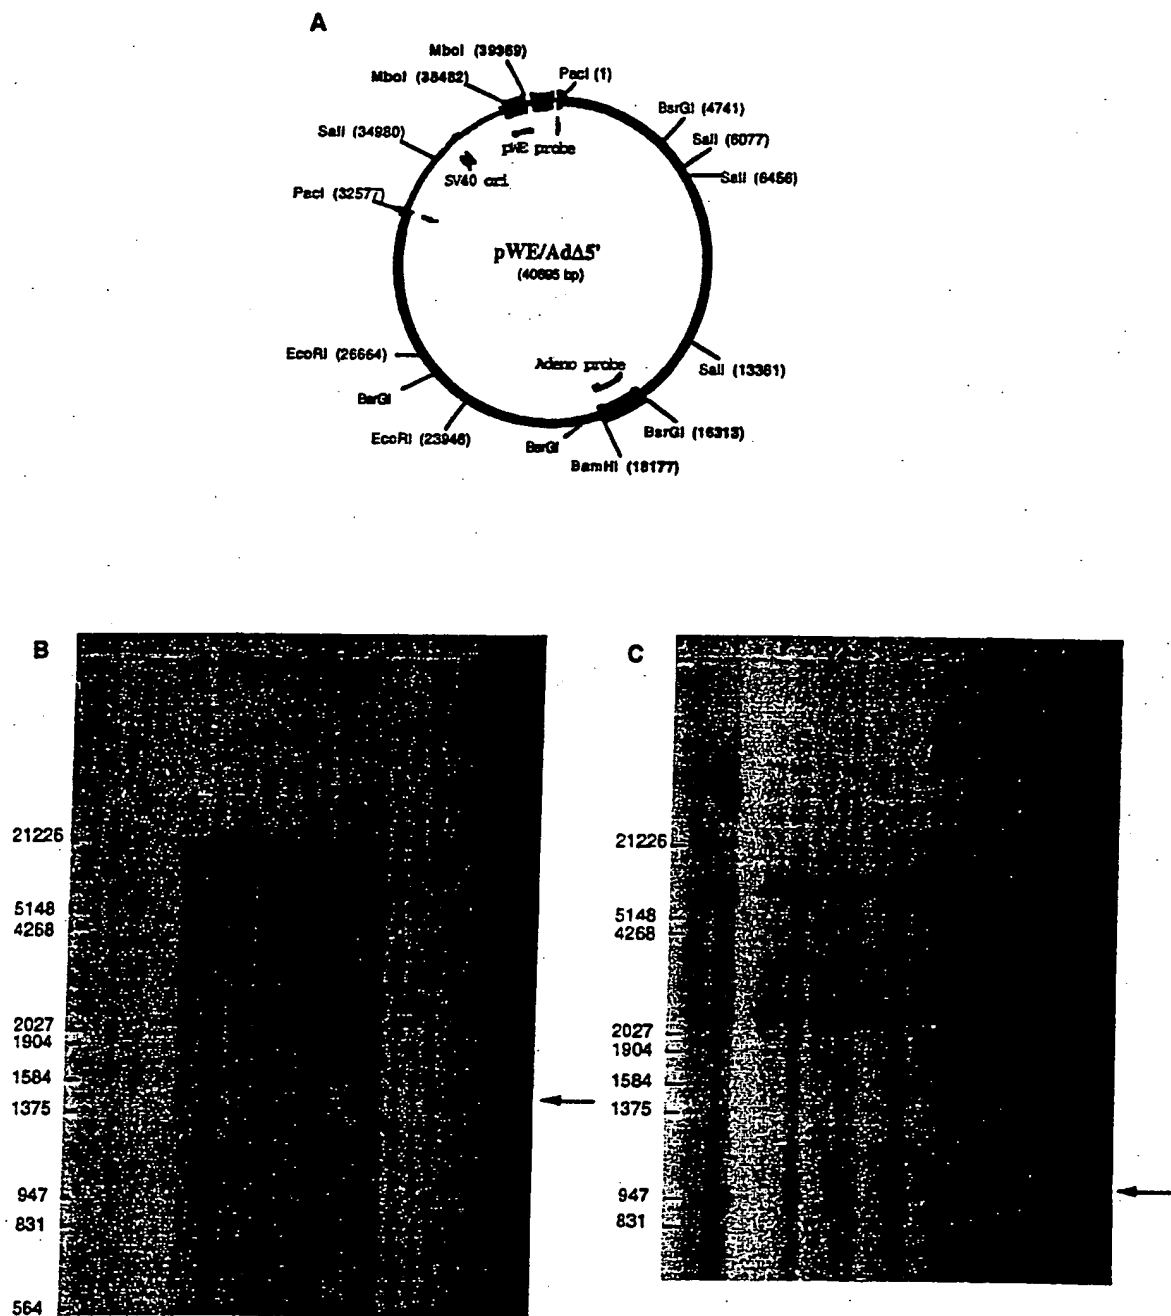 A
MboI (39369)
MboI (38482)
PacI (1)
BsrGI (4741)
SalI (6077)
SalI (6456)
SalI (34980)
pWE probe
SV40 ori
PacI (32577)
pWE/AdΔ5'
(40895 bp)
EcoRI (26664)
BsrGI
EcoRI (23946)
Adeno probe
SalI (13361)
BsrGI
BsrGI (16313)
BamHI (18177)
B
21226
5148
4268
2027
1904
1584
1375
947
831
564
C
21226
5148
4268
2027
1904
1584
1375
947
831